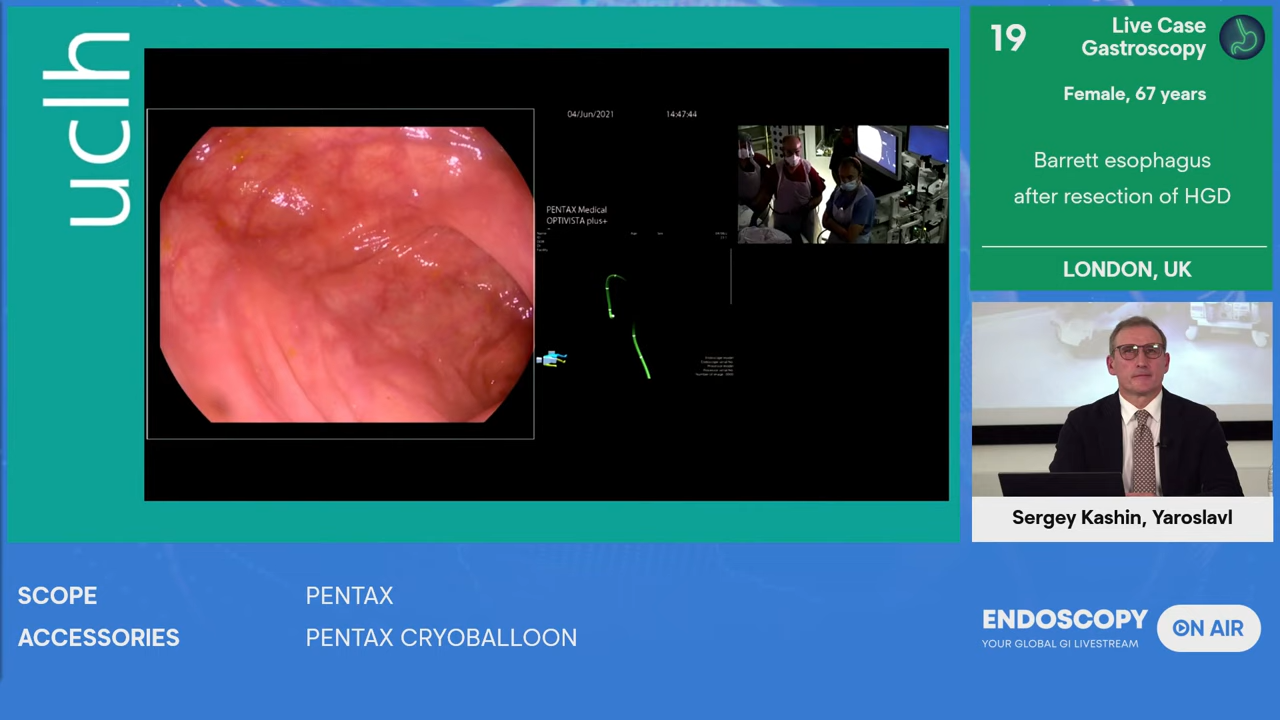 uclh
04/Jun/2021 14:47:44
PENTAX Medical
OPTIVISTA plus+
19
Live Case
Gastroscopy
Female, 67 years
Barrett esophagus
after resection of HGD
LONDON, UK
Sergey Kashin, Yaroslavl
SCOPE PENTAX
ACCESSORIES PENTAX CRYOBALLOON
ENDOSCOPY
YOUR GLOBAL GI LIVESTREAM
ON AIR